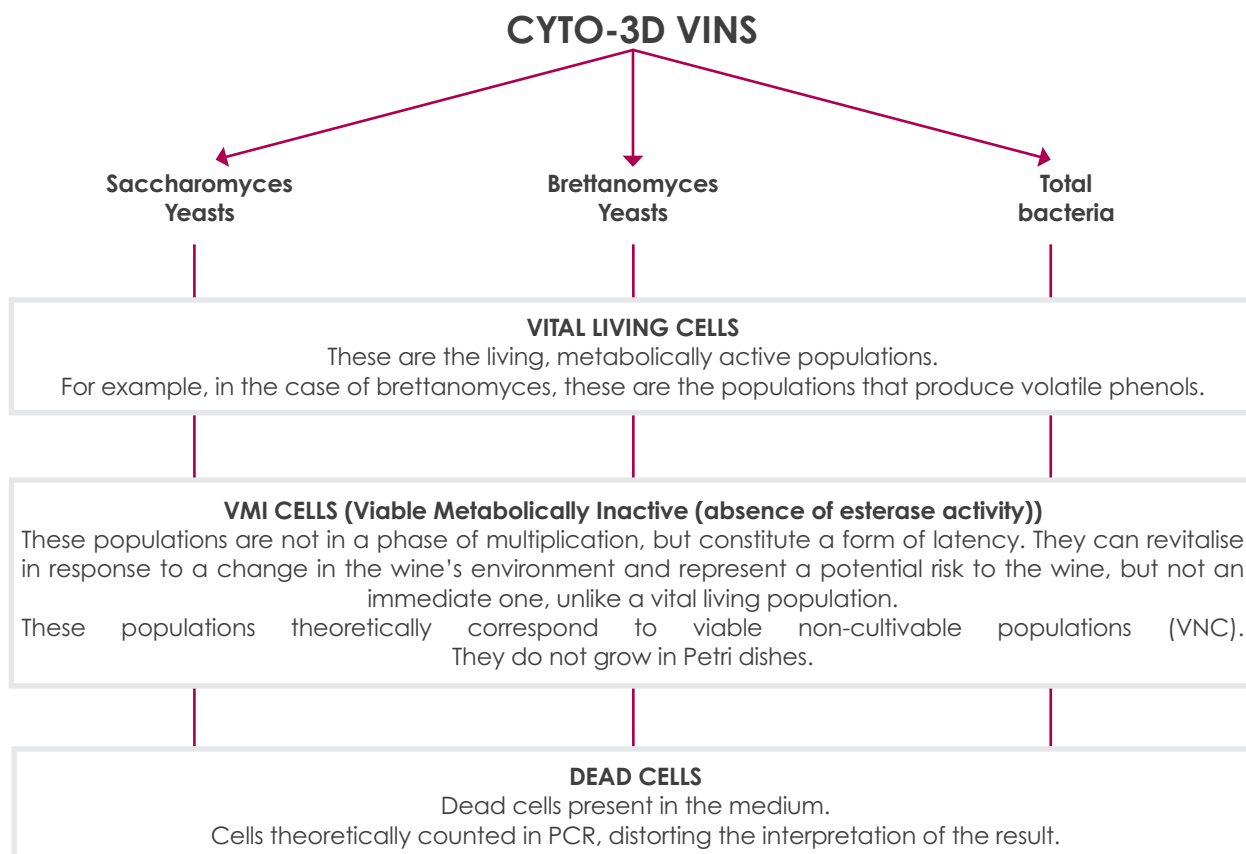 CYTO-3D VINS
Saccharomyces
Yeasts
Brettanomyces
Yeasts
Total
bacteria
VITAL LIVING CELLS
These are the living, metabolically active populations.
For example, in the case of brettanomyces, these are the populations that produce volatile phenols.
VMI CELLS (Viable Metabolically Inactive (absence of esterase activity))
These populations are not in a phase of multiplication, but constitute a form of latency. They can revitalise
in response to a change in the wine's environment and represent a potential risk to the wine, but not an
immediate one, unlike a vital living population.
These populations theoretically correspond to viable non-cultivable populations (VNC).
They do not grow in Petri dishes.
DEAD CELLS
Dead cells present in the medium.
Cells theoretically counted in PCR, distorting the interpretation of the result.